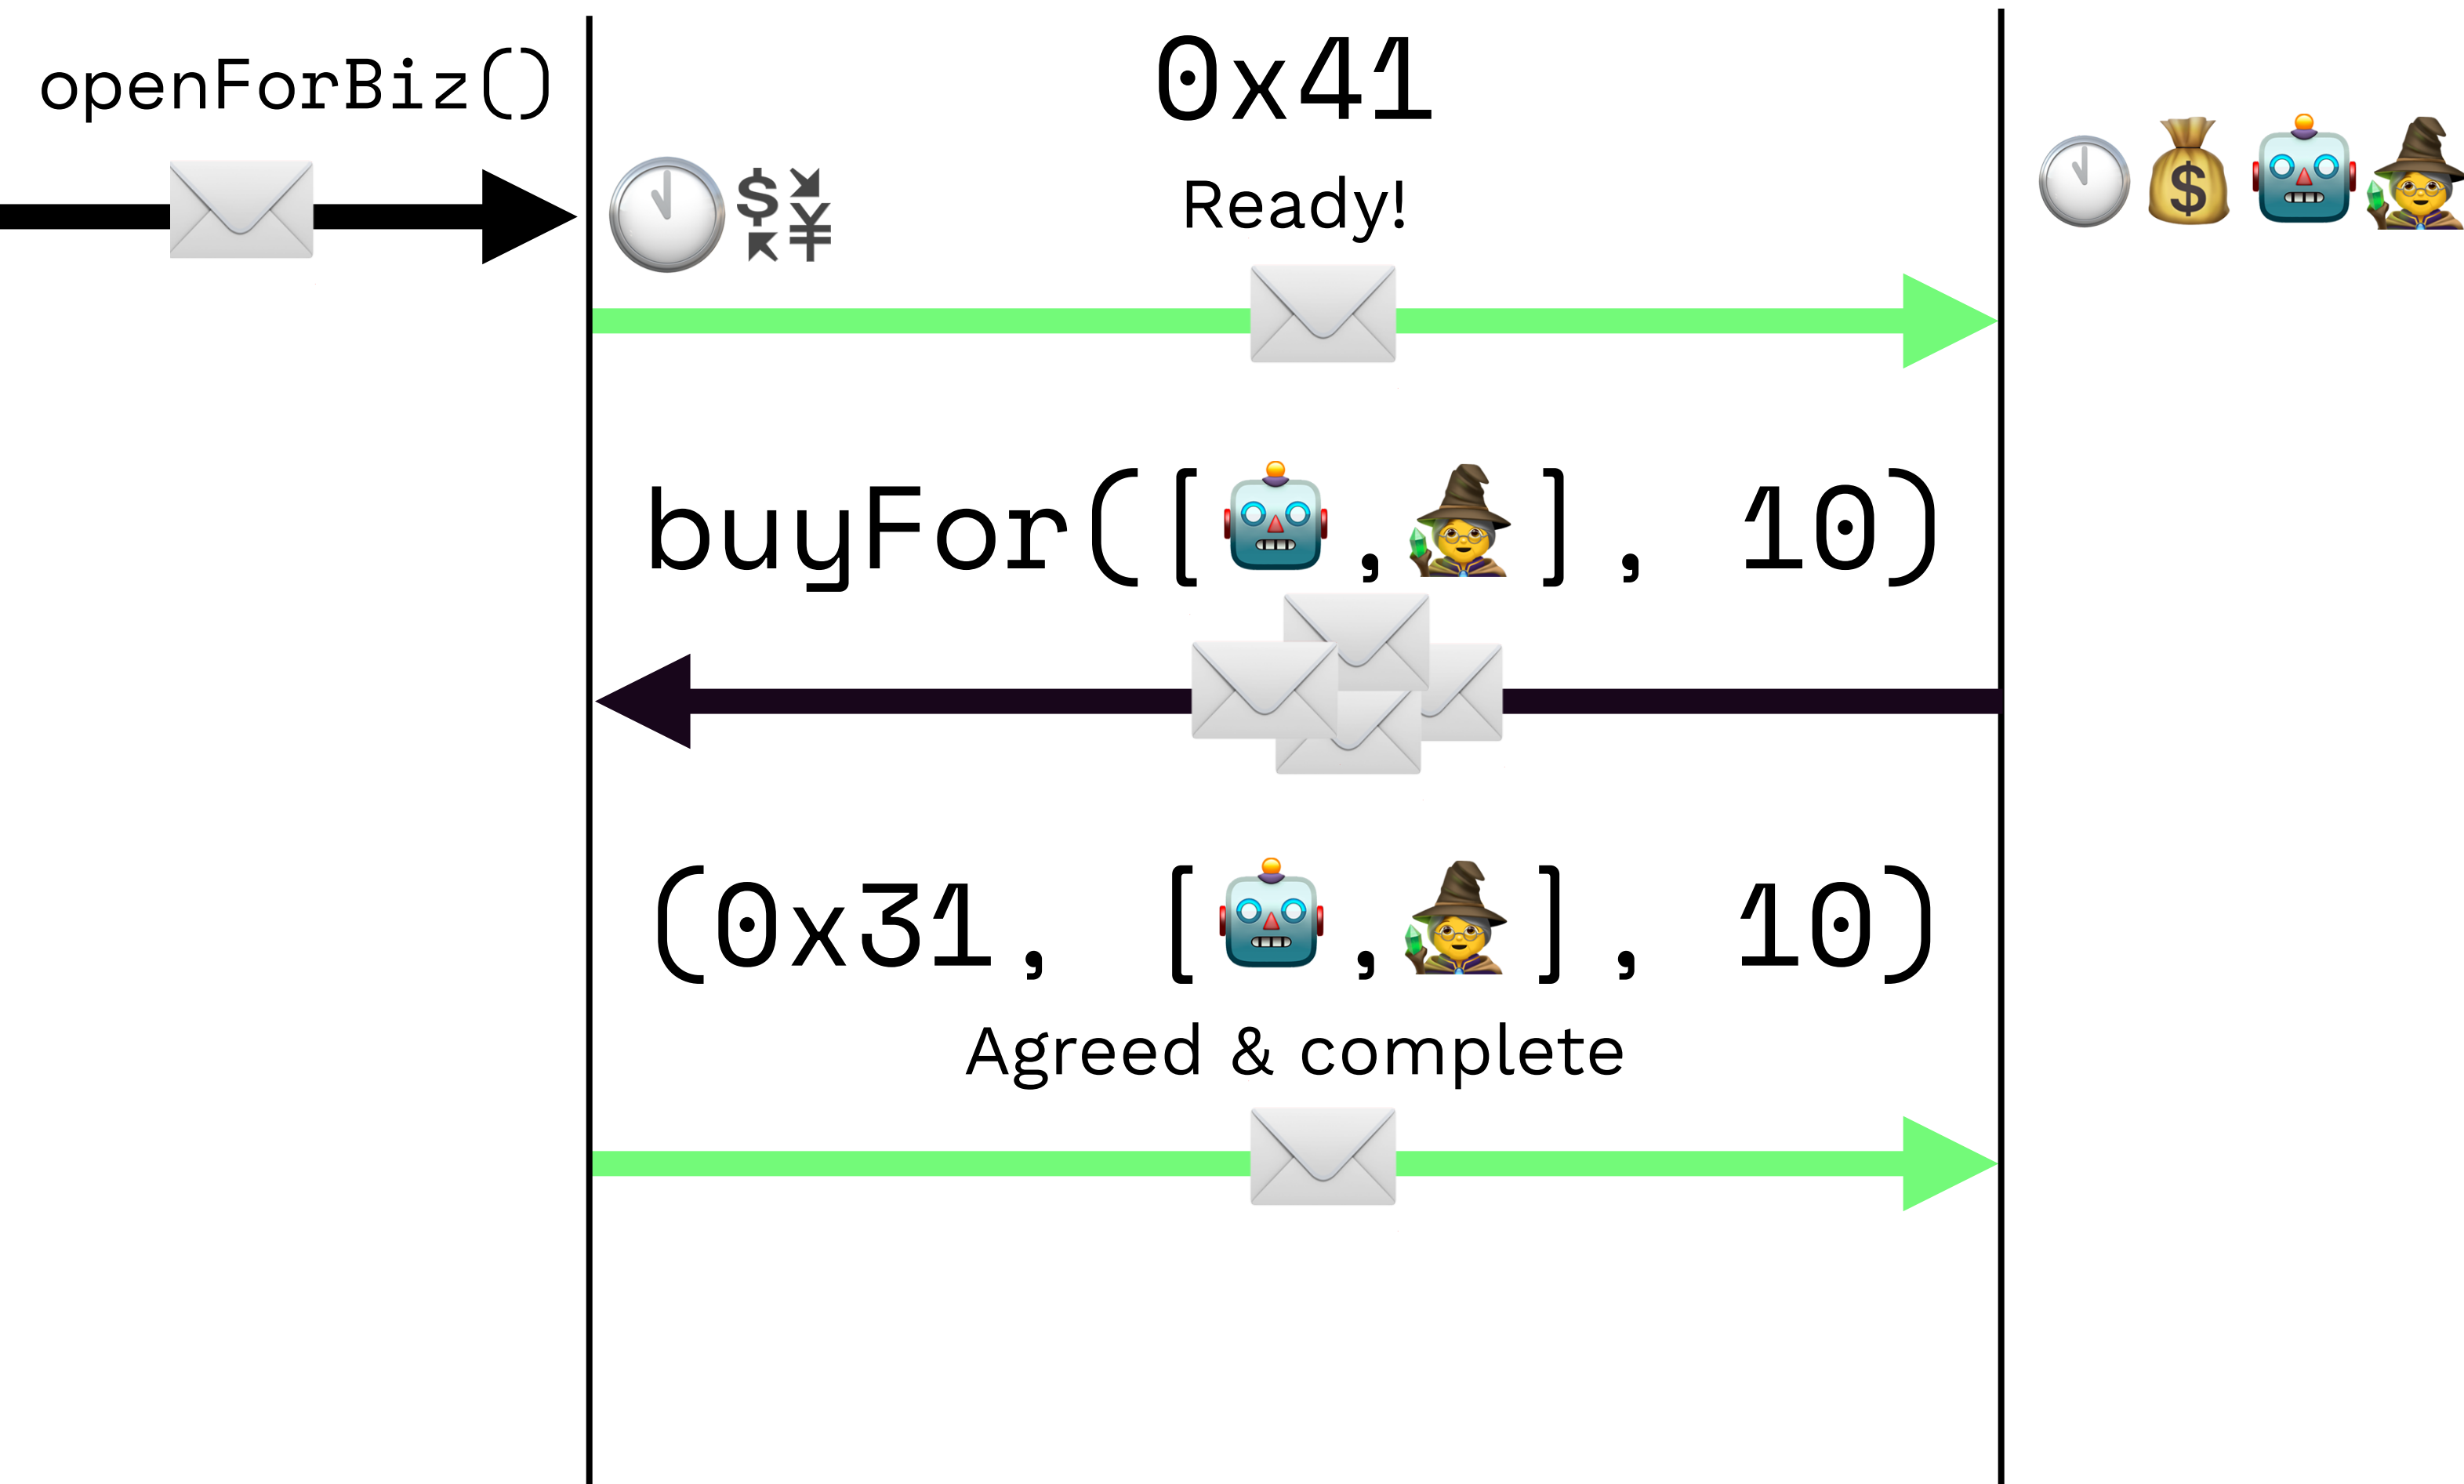 openForBiz()
0x41
Ready!
buyFor([🤖,🧙], 10)
(0x31, [🤖,🧙], 10)
Agreed & complete